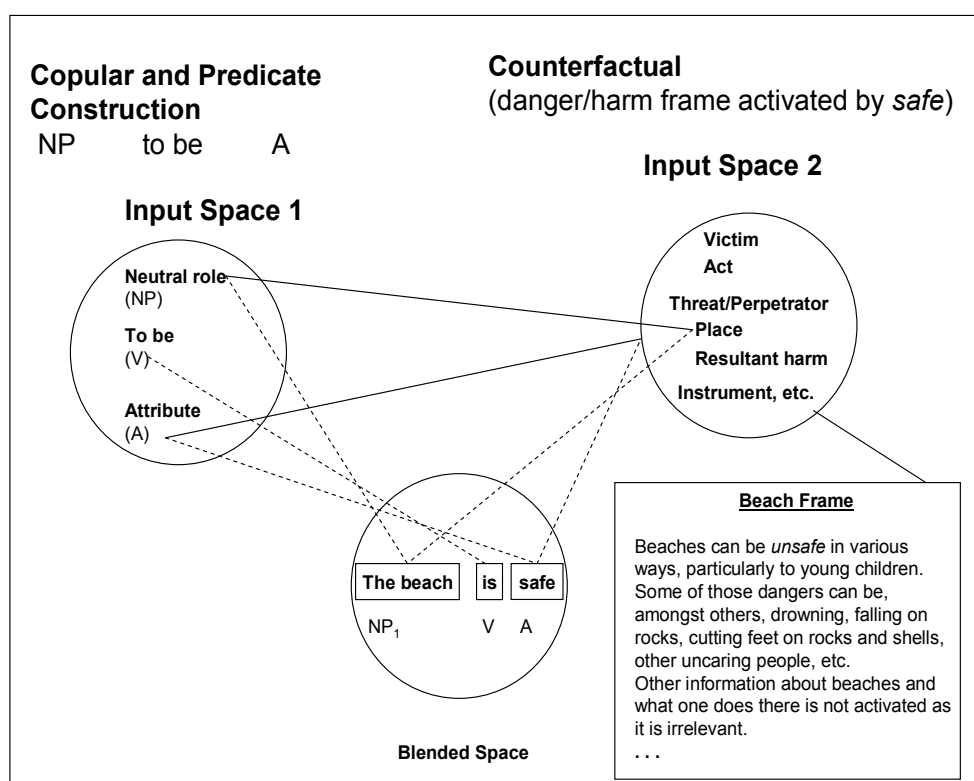 Copular and Predicate
Construction
NP to be A
Counterfactual
(danger/harm frame activated by safe)
Input Space 1
Input Space 2
Neutral role
(NP)
To be
(V)
Attribute
(A)
Victim
Act
Threat/Perpetrator
Place
Resultant harm
Instrument, etc.
The beach is safe
NP1 V A
Blended Space
Beach Frame
Beaches can be unsafe in various
ways, particularly to young children.
Some of those dangers can be,
amongst others, drowning, falling on
rocks, cutting feet on rocks and shells,
other uncaring people, etc.
Other information about beaches and
what one does there is not activated as
it is irrelevant.
. . .